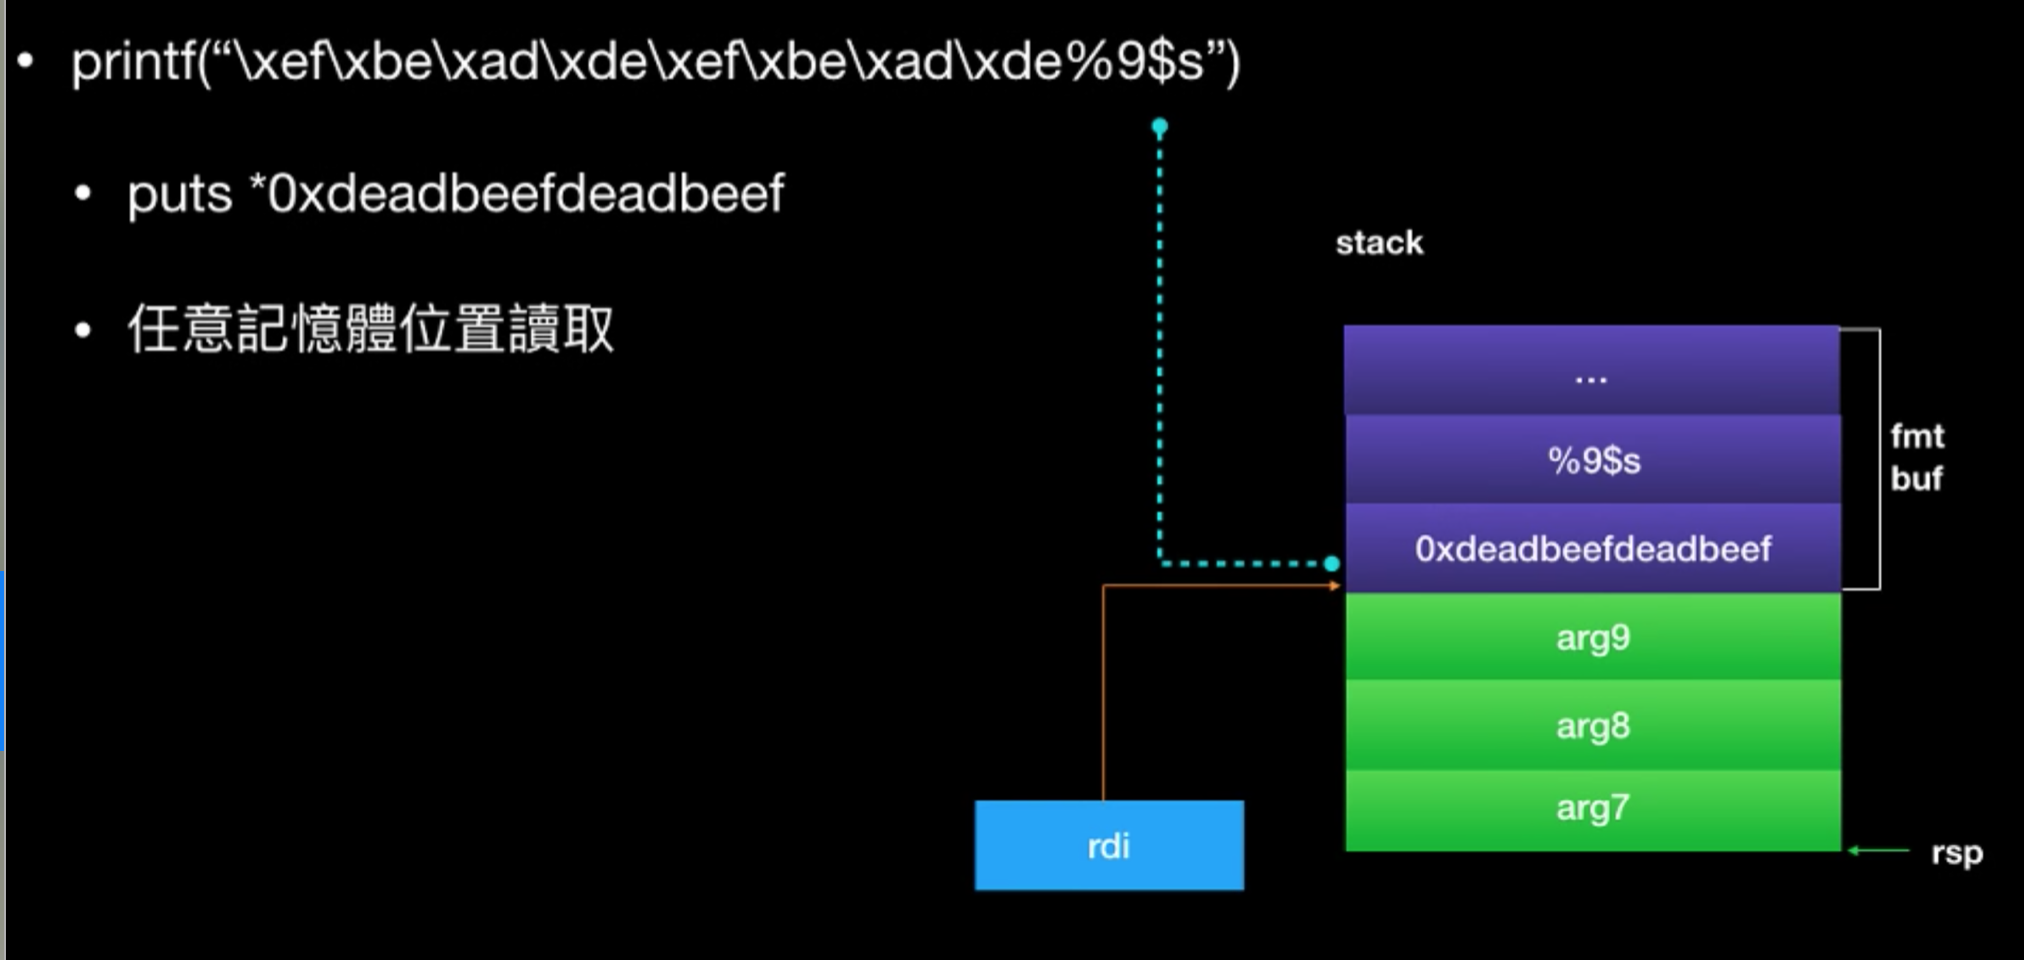 • printf(“\xef\xbe\xad\xde\xef\xbe\xad\xde%9$s”)
• puts *0xdeadbeefdeadbeef
• 任意記憶體位置讀取
stack
...
%9$s
fmt
buf
0xdeadbeefdeadbeef
arg9
arg8
arg7
rdi
rsp